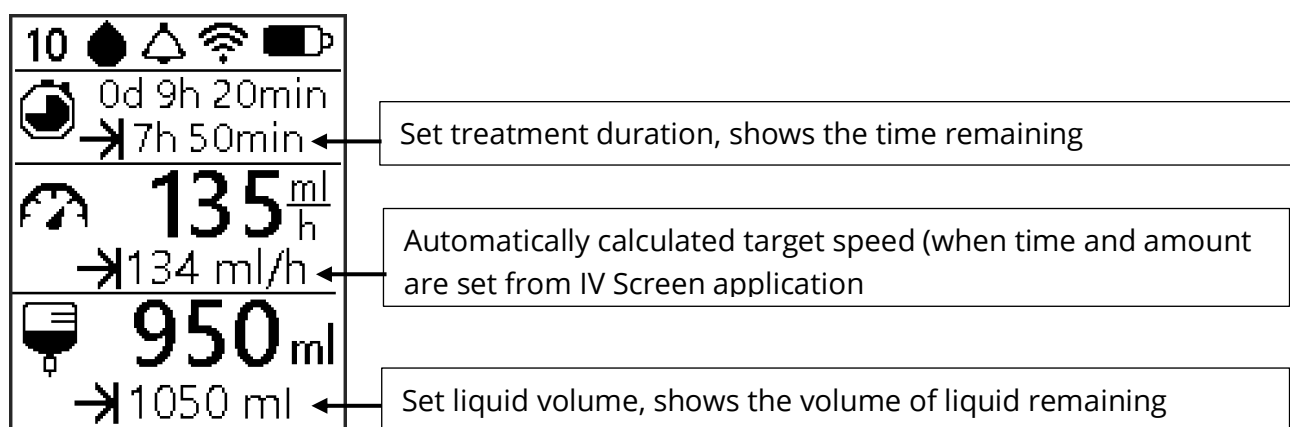 10
0d 9h 20min
7h 50min
Set treatment duration, shows the time remaining
135 ml/h
134 ml/h
Automatically calculated target speed (when time and amount
are set from IV Screen application
950 ml
1050 ml
Set liquid volume, shows the volume of liquid remaining